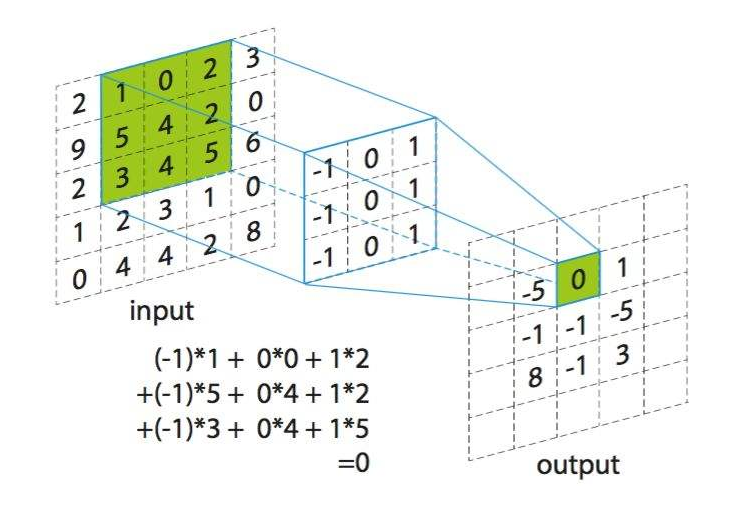 2 1 0 2 3
9 5 4 2 0
2 3 4 5 6
1 2 3 1 0
0 4 4 2 8
input
-1 0 1
-1 0 1
-1 0 1
-5 0 1
-1 -1 -5
8 -1 3
output
(-1)*1 + 0*0 + 1*2
+(-1)*5 + 0*4 + 1*2
+(-1)*3 + 0*4 + 1*5
=0